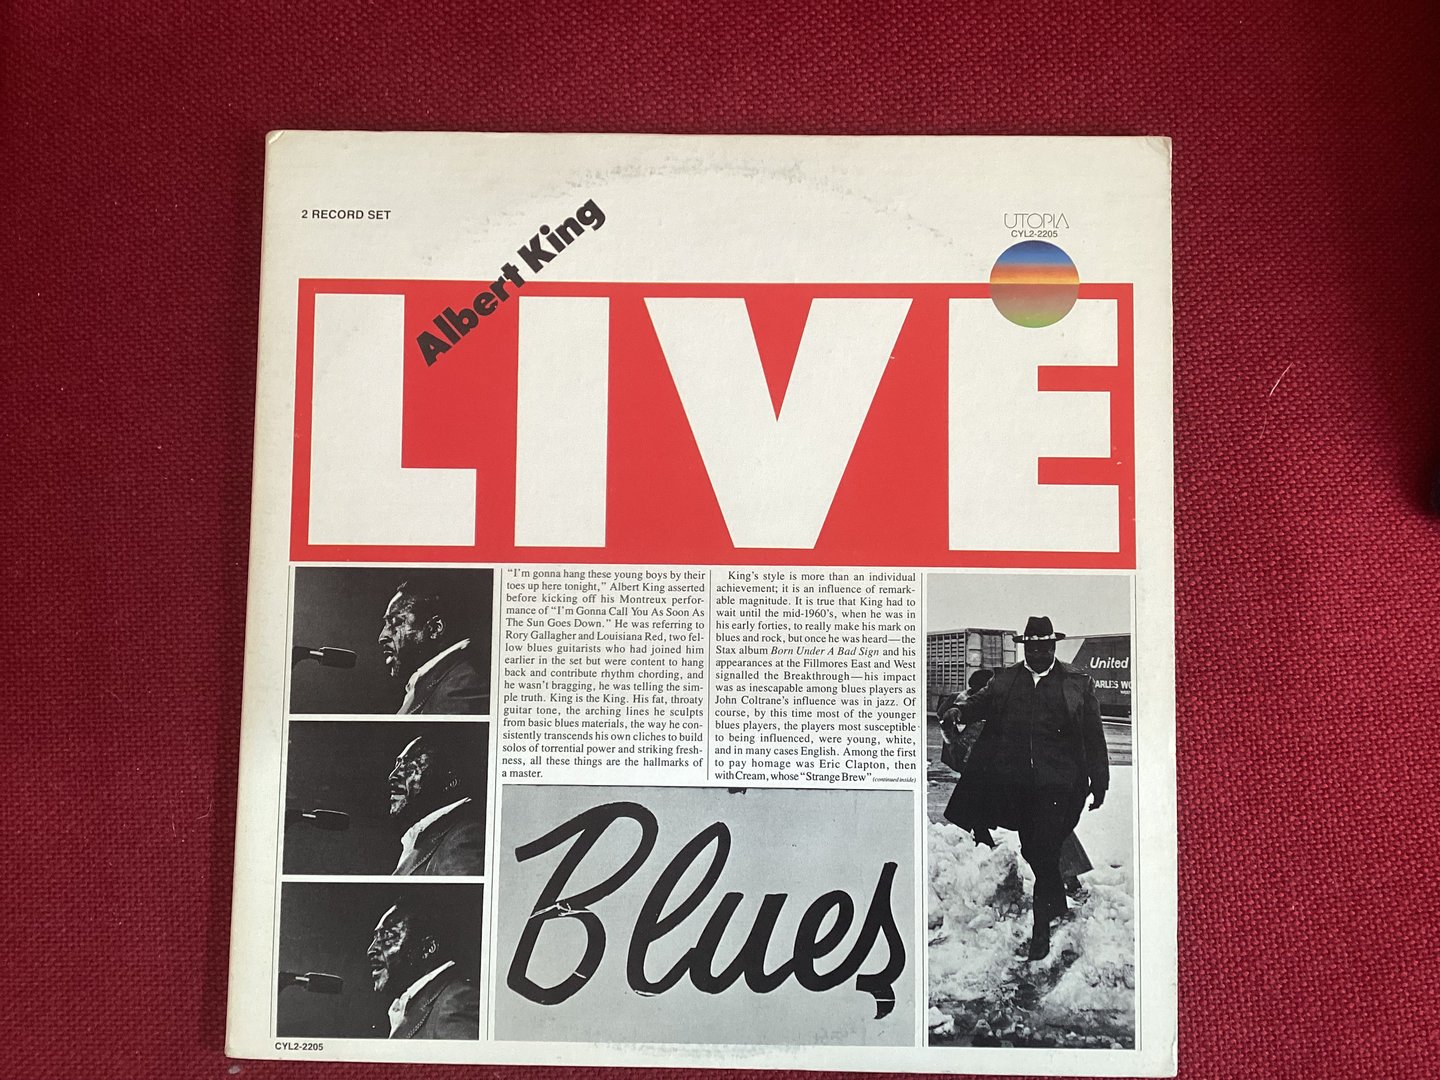 2 RECORD SET
UTOPIA
CYL2-2205
Albert King
LIVE
“I’m gonna hang these young boys by their
toes up here tonight,” Albert King asserted
before kicking off his Montreux perfor-
mance of “I’m Gonna Call You As Soon As
The Sun Goes Down.” He was referring to
Rory Gallagher and Louisiana Red, two fel-
low blues guitarists who had joined him
earlier in the set but were content to hang
back and contribute rhythm chording, and
he wasn’t bragging, he was telling the sim-
ple truth. King is the King. His fat, throaty
guitar tone, the arching lines he sculpts
from basic blues materials, the way he con-
sistently transcends his own cliches to build
solos of torrential power and striking fresh-
ness, all these things are the hallmarks of
a master.
King’s style is more than an individual
achievement; it is an influence of remark-
able magnitude. It is true that King had to
wait until the mid-1960’s, when he was in
his early forties, to really make his mark on
blues and rock, but once he was heard—the
Stax album Born Under A Bad Sign and his
appearances at the Fillmores East and West
signalled the Breakthrough—his impact
was as inescapable among blues players as
John Coltrane’s influence was in jazz. Of
course, by this time most of the younger
blues players, the players most susceptible
to being influenced, were young, white,
and in many cases English. Among the first
to pay homage was Eric Clapton, then
with Cream, whose “Strange Brew” (continued inside)
United
ARLES WO
Blues
CYL2-2205